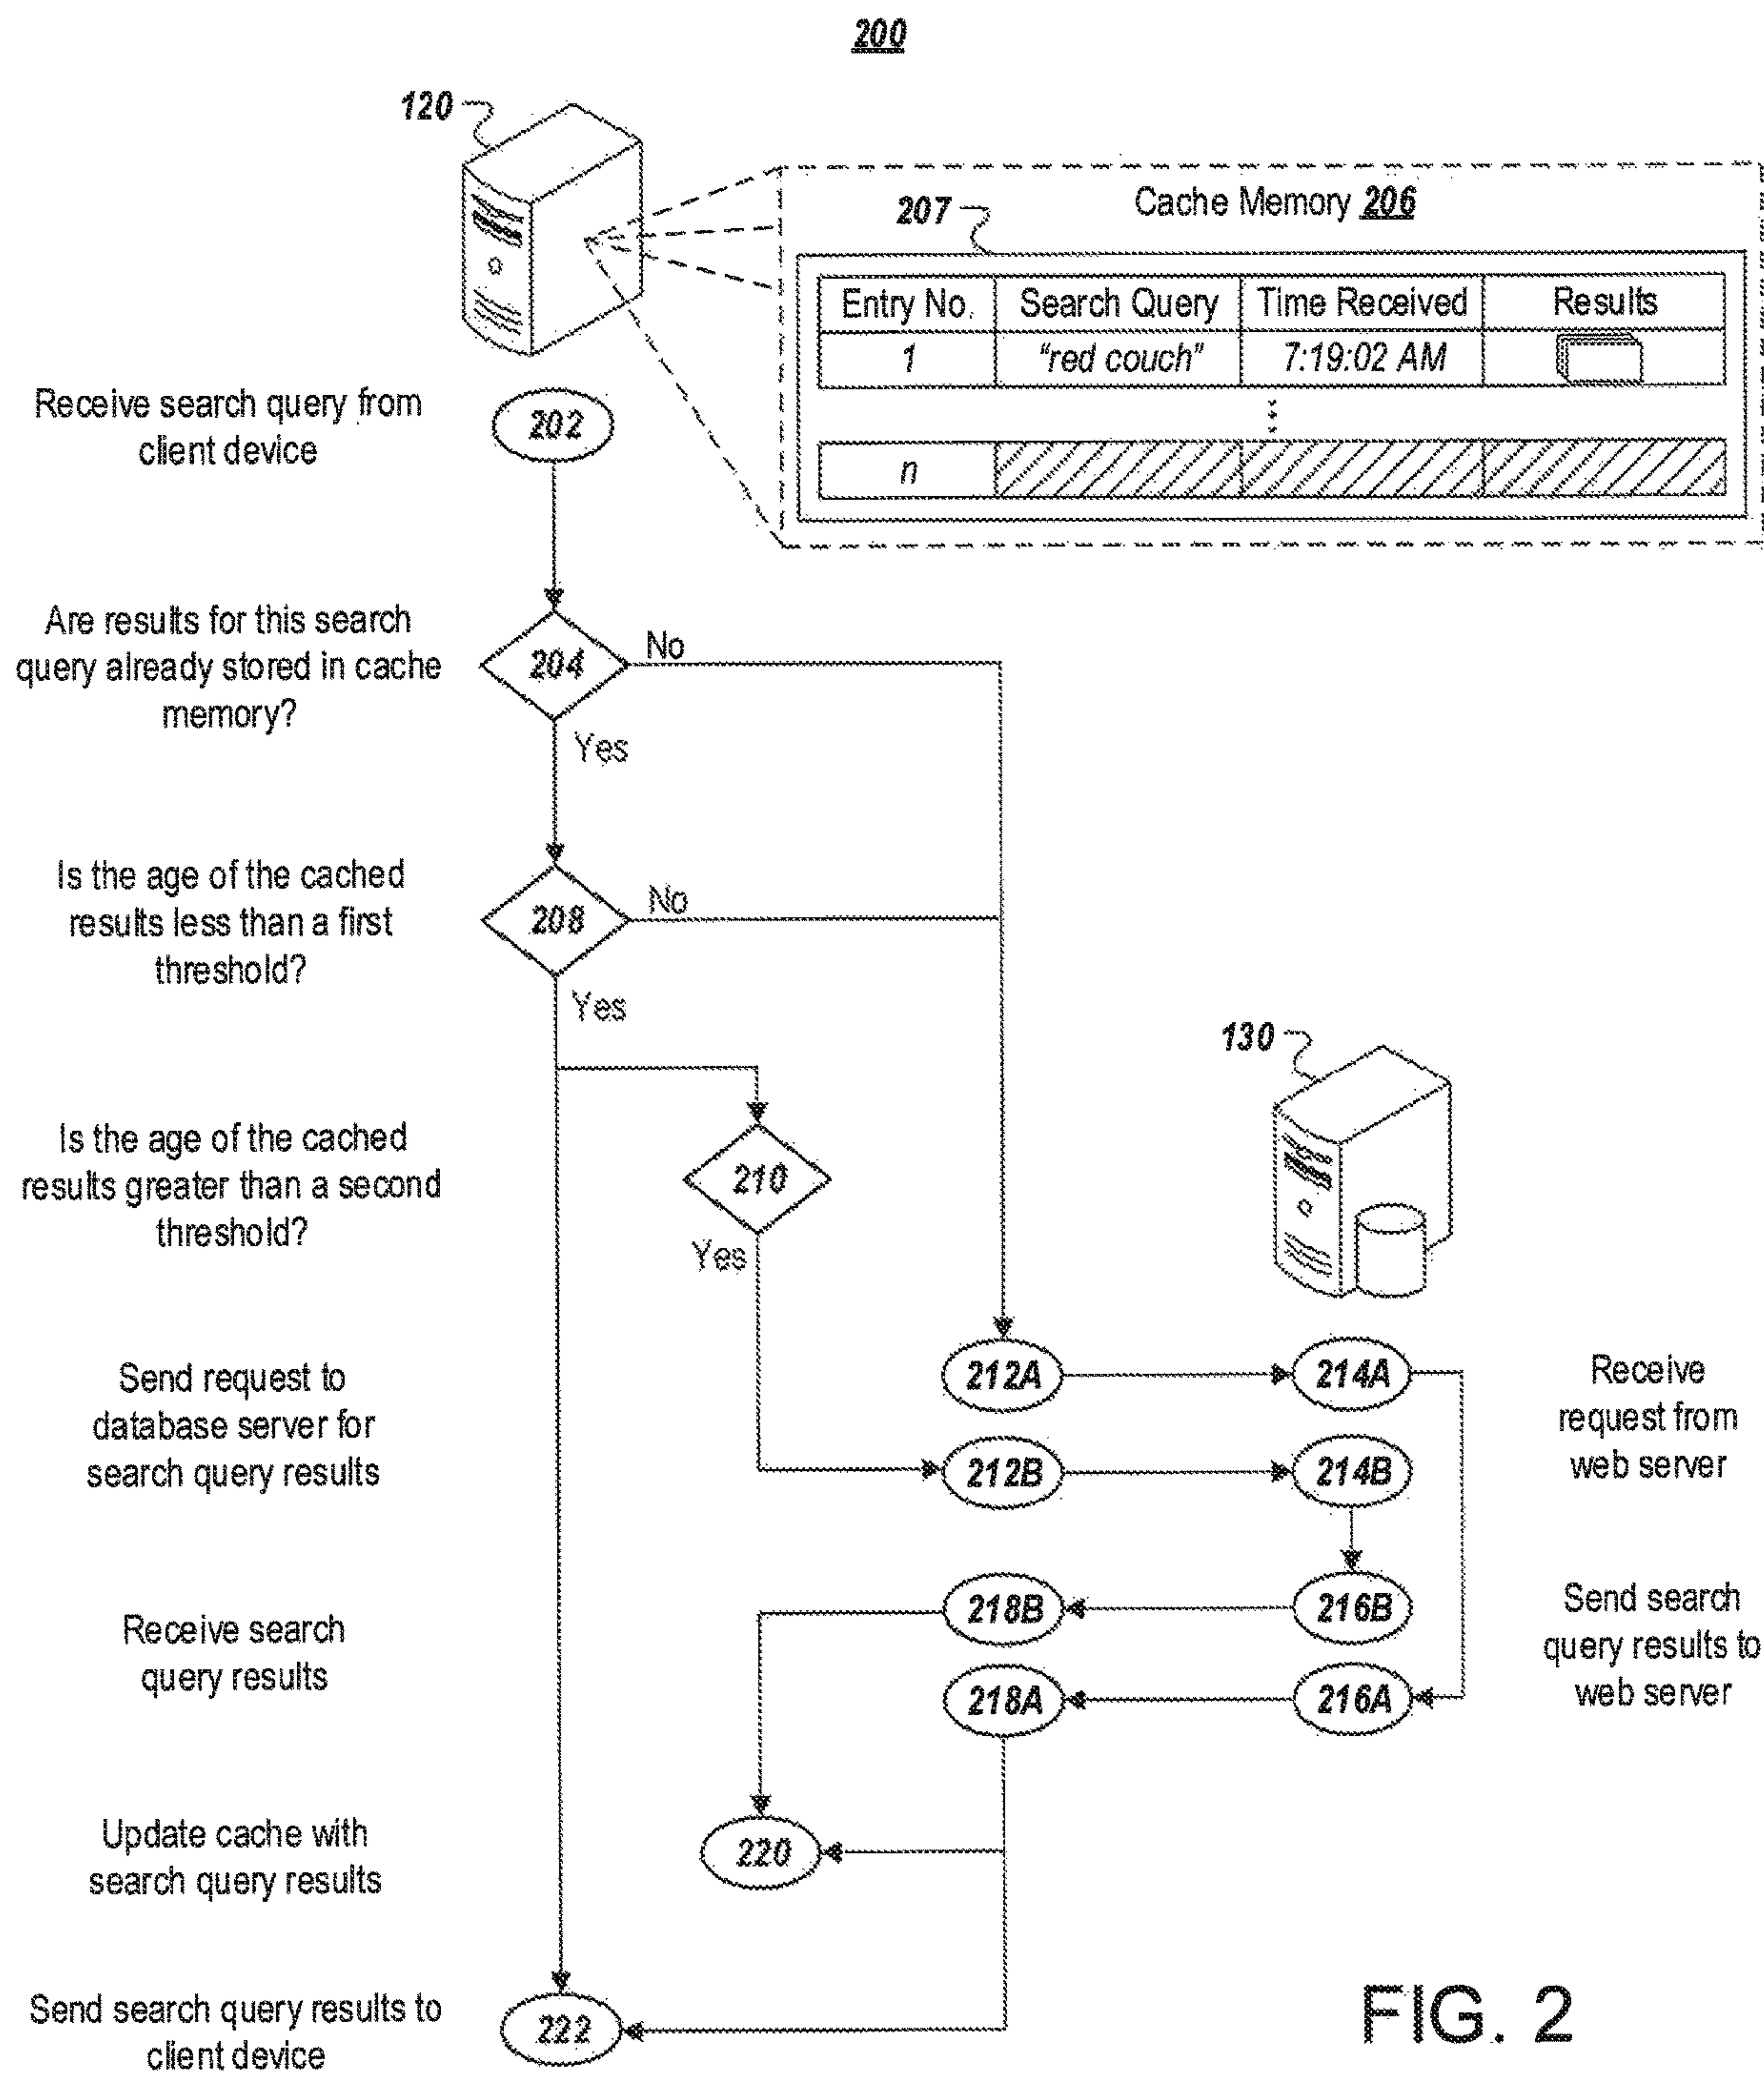 200
120
Cache Memory 206
207
Entry No. Search Query Time Received Results
1 "red couch" 7:19:02 AM
n
Receive search query from
client device
202
Are results for this search
query already stored in cache
memory?
204
No
Yes
Is the age of the cached
results less than a first
threshold?
208
No
Yes
130
Is the age of the cached
results greater than a second
threshold?
210
Yes
Send request to
database server for
search query results
212A
214A
212B
214B
Receive
request from
web server
Receive search
query results
218B
216B
218A
216A
Send search
query results to
web server
Update cache with
search query results
220
Send search query results to
client device
222
FIG. 2